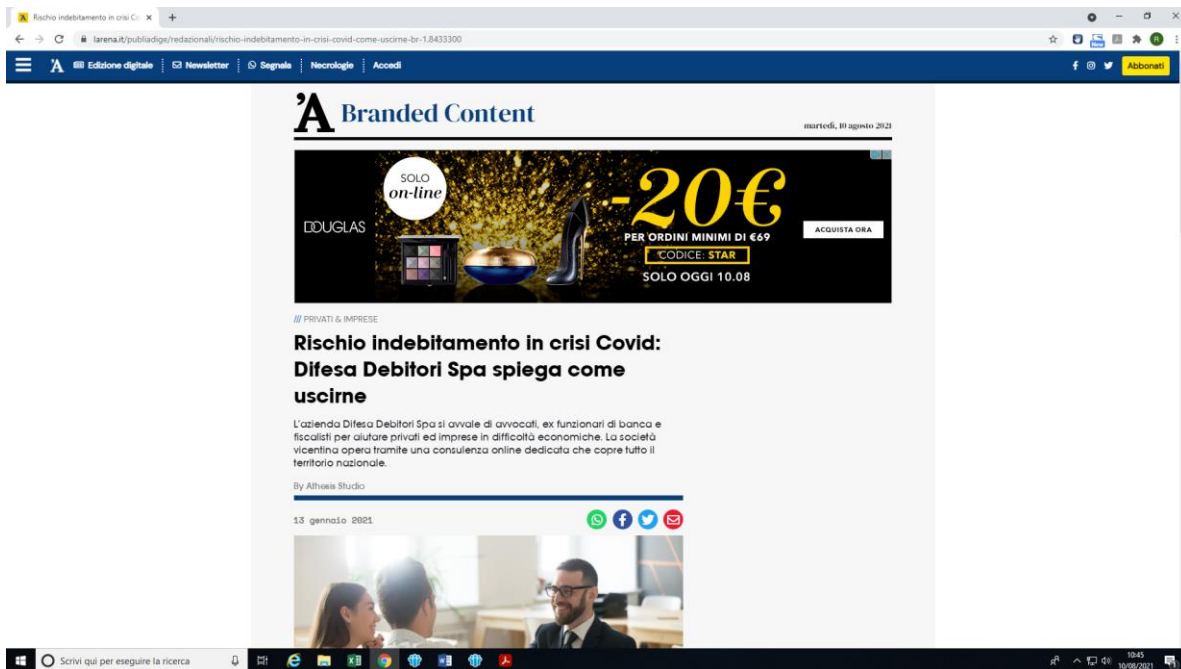 Rischio indebitamento in crisi Co
larena.it/publiadige/redazionali/rischio-indebitamento-in-crisi-covid-come-uscirne-br-1.8433300
New
R
'A Edizione digitale Newsletter Segnala Necrologie Accedi
Abbonati
'A Branded Content
martedì, 10 agosto 2021
SOLO
on-line
DOUGLAS
-20€
PER ORDINI MINIMI DI €69
CODICE: STAR
SOLO OGGI 10.08
ACQUISTA ORA
/// PRIVATI & IMPRESE
Rischio indebitamento in crisi Covid:
Difesa Debitori Spa spiega come
uscirne
L'azienda Difesa Debitori Spa si avvale di avvocati, ex funzionari di banca e
fiscalisti per aiutare privati ed imprese in difficoltà economiche. La società
vicentina opera tramite una consulenza online dedicata che copre tutto il
territorio nazionale.
By Athesis Studio
13 gennaio 2021
Scrivi qui per eseguire la ricerca
10:45
10/08/2021